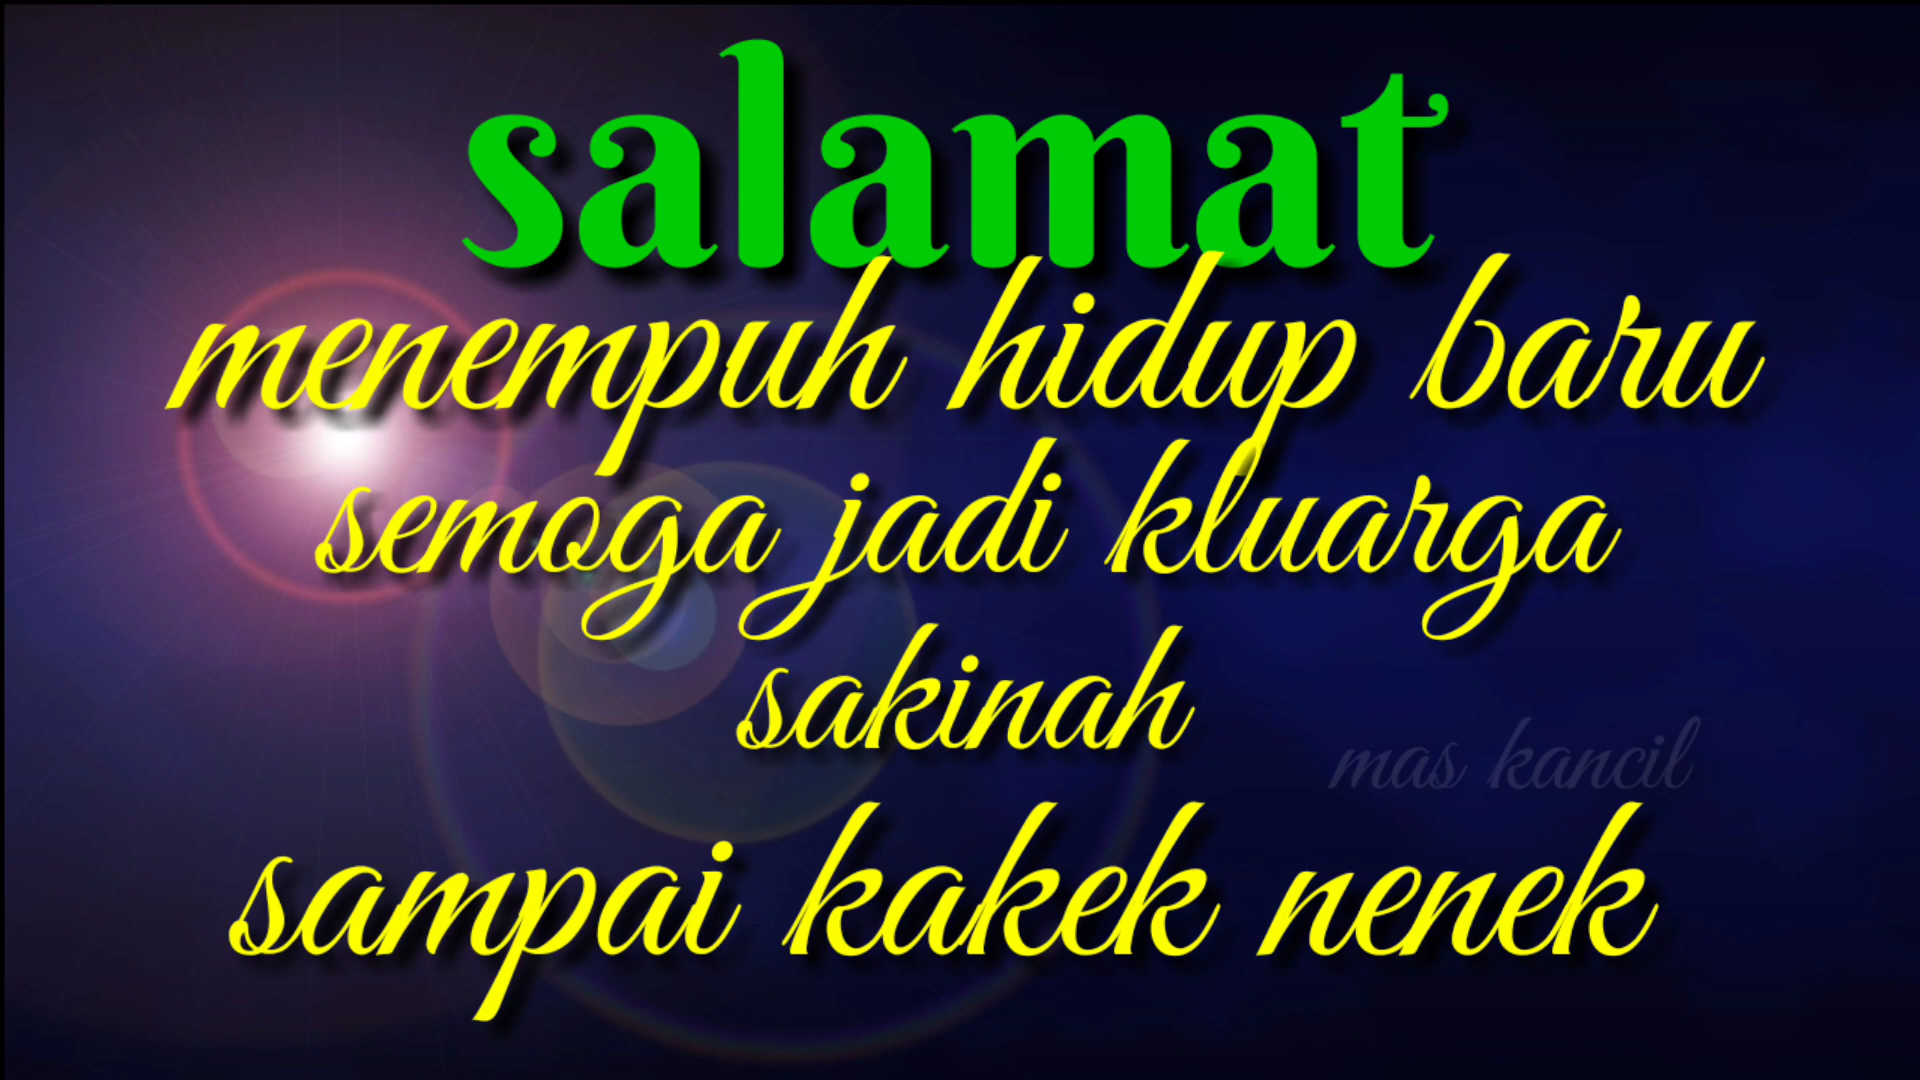 salamat
menempuh hidup baru
semoga jadi kluarga
sakinah
mas kancil
sampai kakek nenek